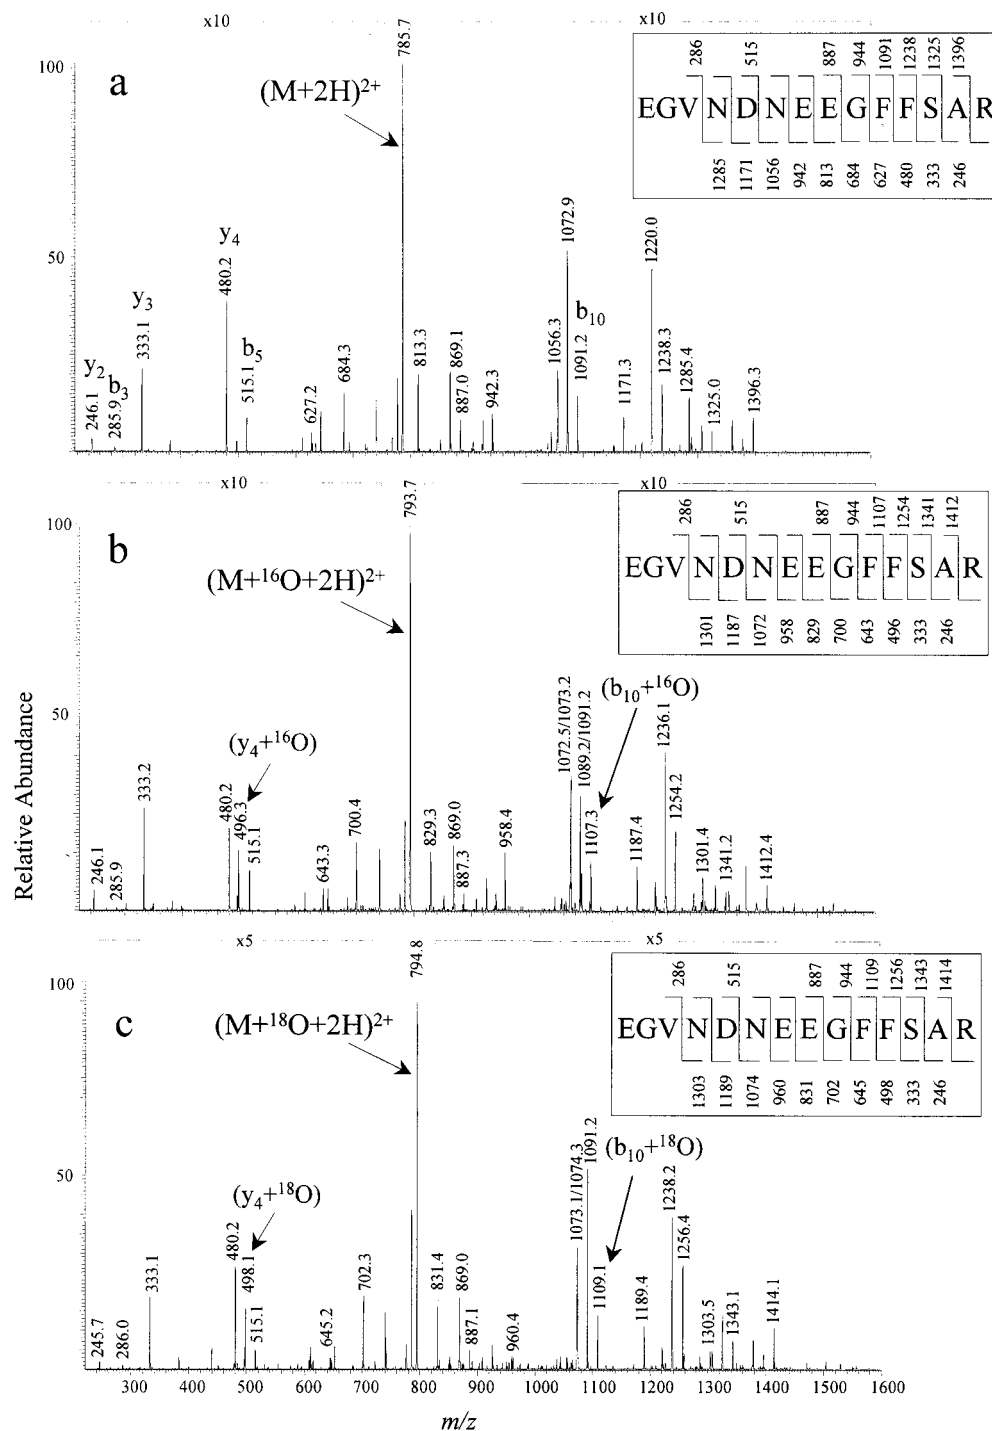 x10 x10
a
785.7
(M+2H)2+
286 515 887 944 1091 1238 1325 1396
EGVNDNEEGFFSAR
1285 1171 1056 942 813 684 627 480 333 246
100
50
y2 246.1
b3 285.9
y3 333.1
y4 480.2
b5 515.1
627.2
684.3
813.3
869.1
887.0
942.3
1056.3
1072.9
b10 1091.2
1171.3
1220.0
1238.3
1285.4
1325.0
1396.3
x10 x10
b
793.7
(M+16O+2H)2+
286 515 887 944 1107 1254 1341 1412
EGVNDNEEGFFSAR
1301 1187 1072 958 829 700 643 496 333 246
100
50
(y4+16O)
(b10+16O)
246.1
285.9
333.2
480.2
496.3
515.1
643.3
700.4
829.3
869.0
887.3
958.4
1072.5/1073.2
1089.2/1091.2
1107.3
1187.4
1236.1
1254.2
1301.4
1341.2
1412.4
Relative Abundance
x5 x5
c
794.8
(M+18O+2H)2+
286 515 887 944 1109 1256 1343 1414
EGVNDNEEGFFSAR
1303 1189 1074 960 831 702 645 498 333 246
100
50
(y4+18O)
(b10+18O)
245.7
286.0
333.1
480.2
498.1
515.1
645.2
702.3
831.4
869.0
887.1
960.4
1073.1/1074.3
1091.2
1109.1
1189.4
1238.2
1256.4
1303.5
1343.1
1414.1
300 400 500 600 700 800 900 1000 1100 1200 1300 1400 1500 1600
m/z